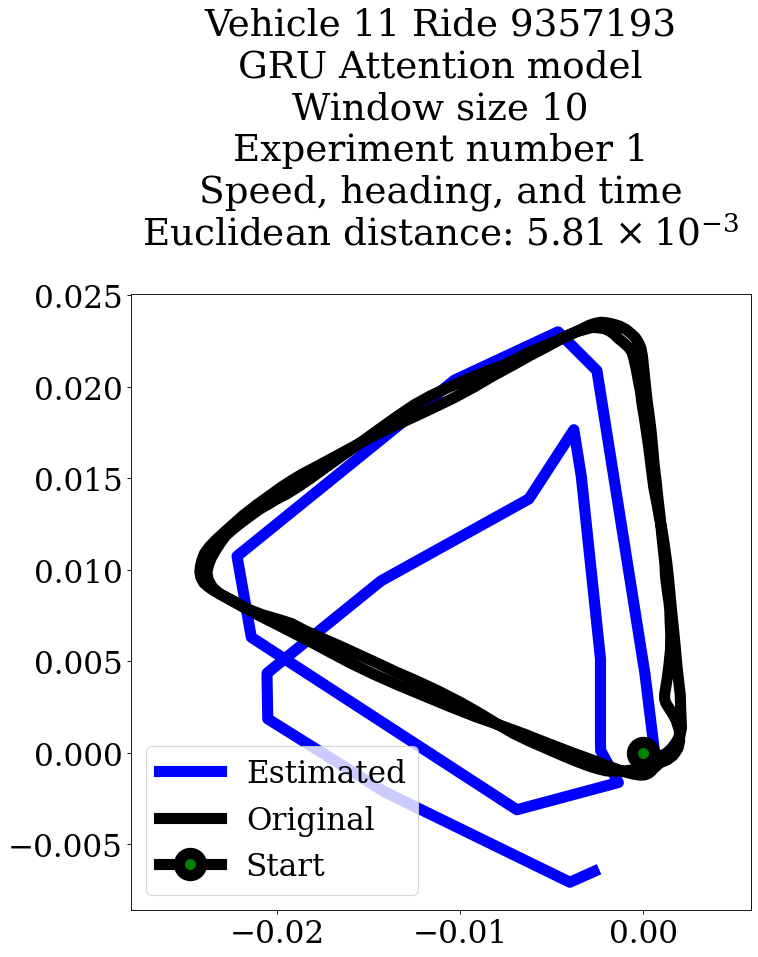 Vehicle 11 Ride 9357193
GRU Attention model
Window size 10
Experiment number 1
Speed, heading, and time
Euclidean distance: 5.81 × 10⁻³
0.025
0.020
0.015
0.010
0.005
0.000
−0.005
Estimated
Original
Start
−0.02 −0.01 0.00